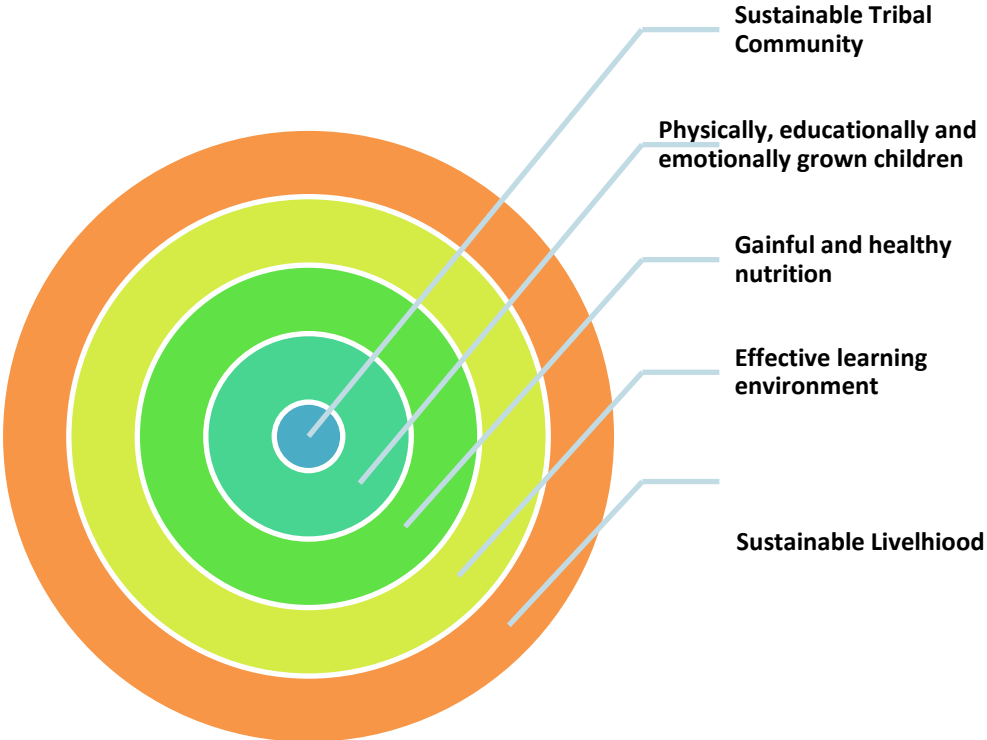 Sustainable Tribal
Community
Physically, educationally and
emotionally grown children
Gainful and healthy
nutrition
Effective learning
environment
Sustainable Livelhiood